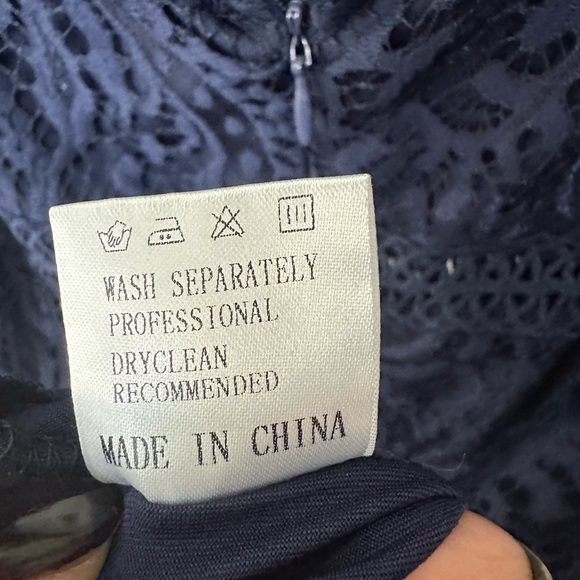 WASH SEPARATELY
PROFESSIONAL
DRYCLEAN
RECOMMENDED
MADE IN CHINA